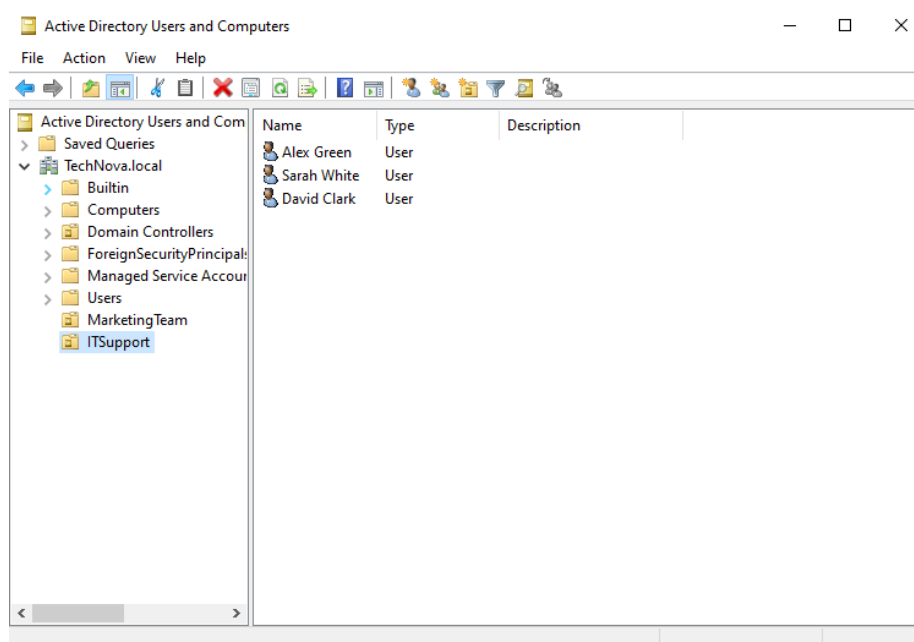 Active Directory Users and Computers
File Action View Help
Active Directory Users and Com
Saved Queries
TechNova.local
Builtin
Computers
Domain Controllers
ForeignSecurityPrincipals
Managed Service Accour
Users
MarketingTeam
ITSupport
Name Type Description
Alex Green User
Sarah White User
David Clark User